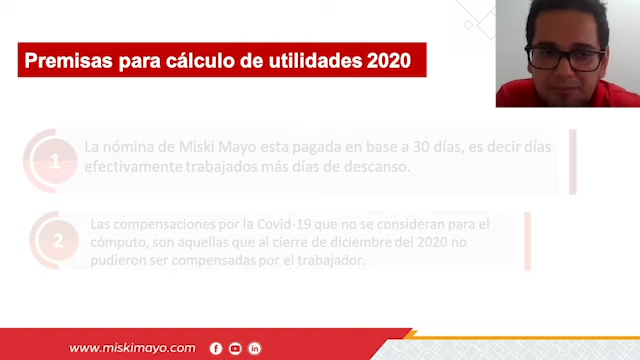 Premisas para cálculo de utilidades 2020
1
La nómina de Miski Mayo esta pagada en base a 30 días, es decir días
efectivamente trabajados más días de descanso.
2
Las compensaciones por la Covid-19 que no se consideran para el
cómputo, son aquellas que al cierre de diciembre del 2020 no
pudieron ser compensadas por el trabajador.
www.miskimayo.com